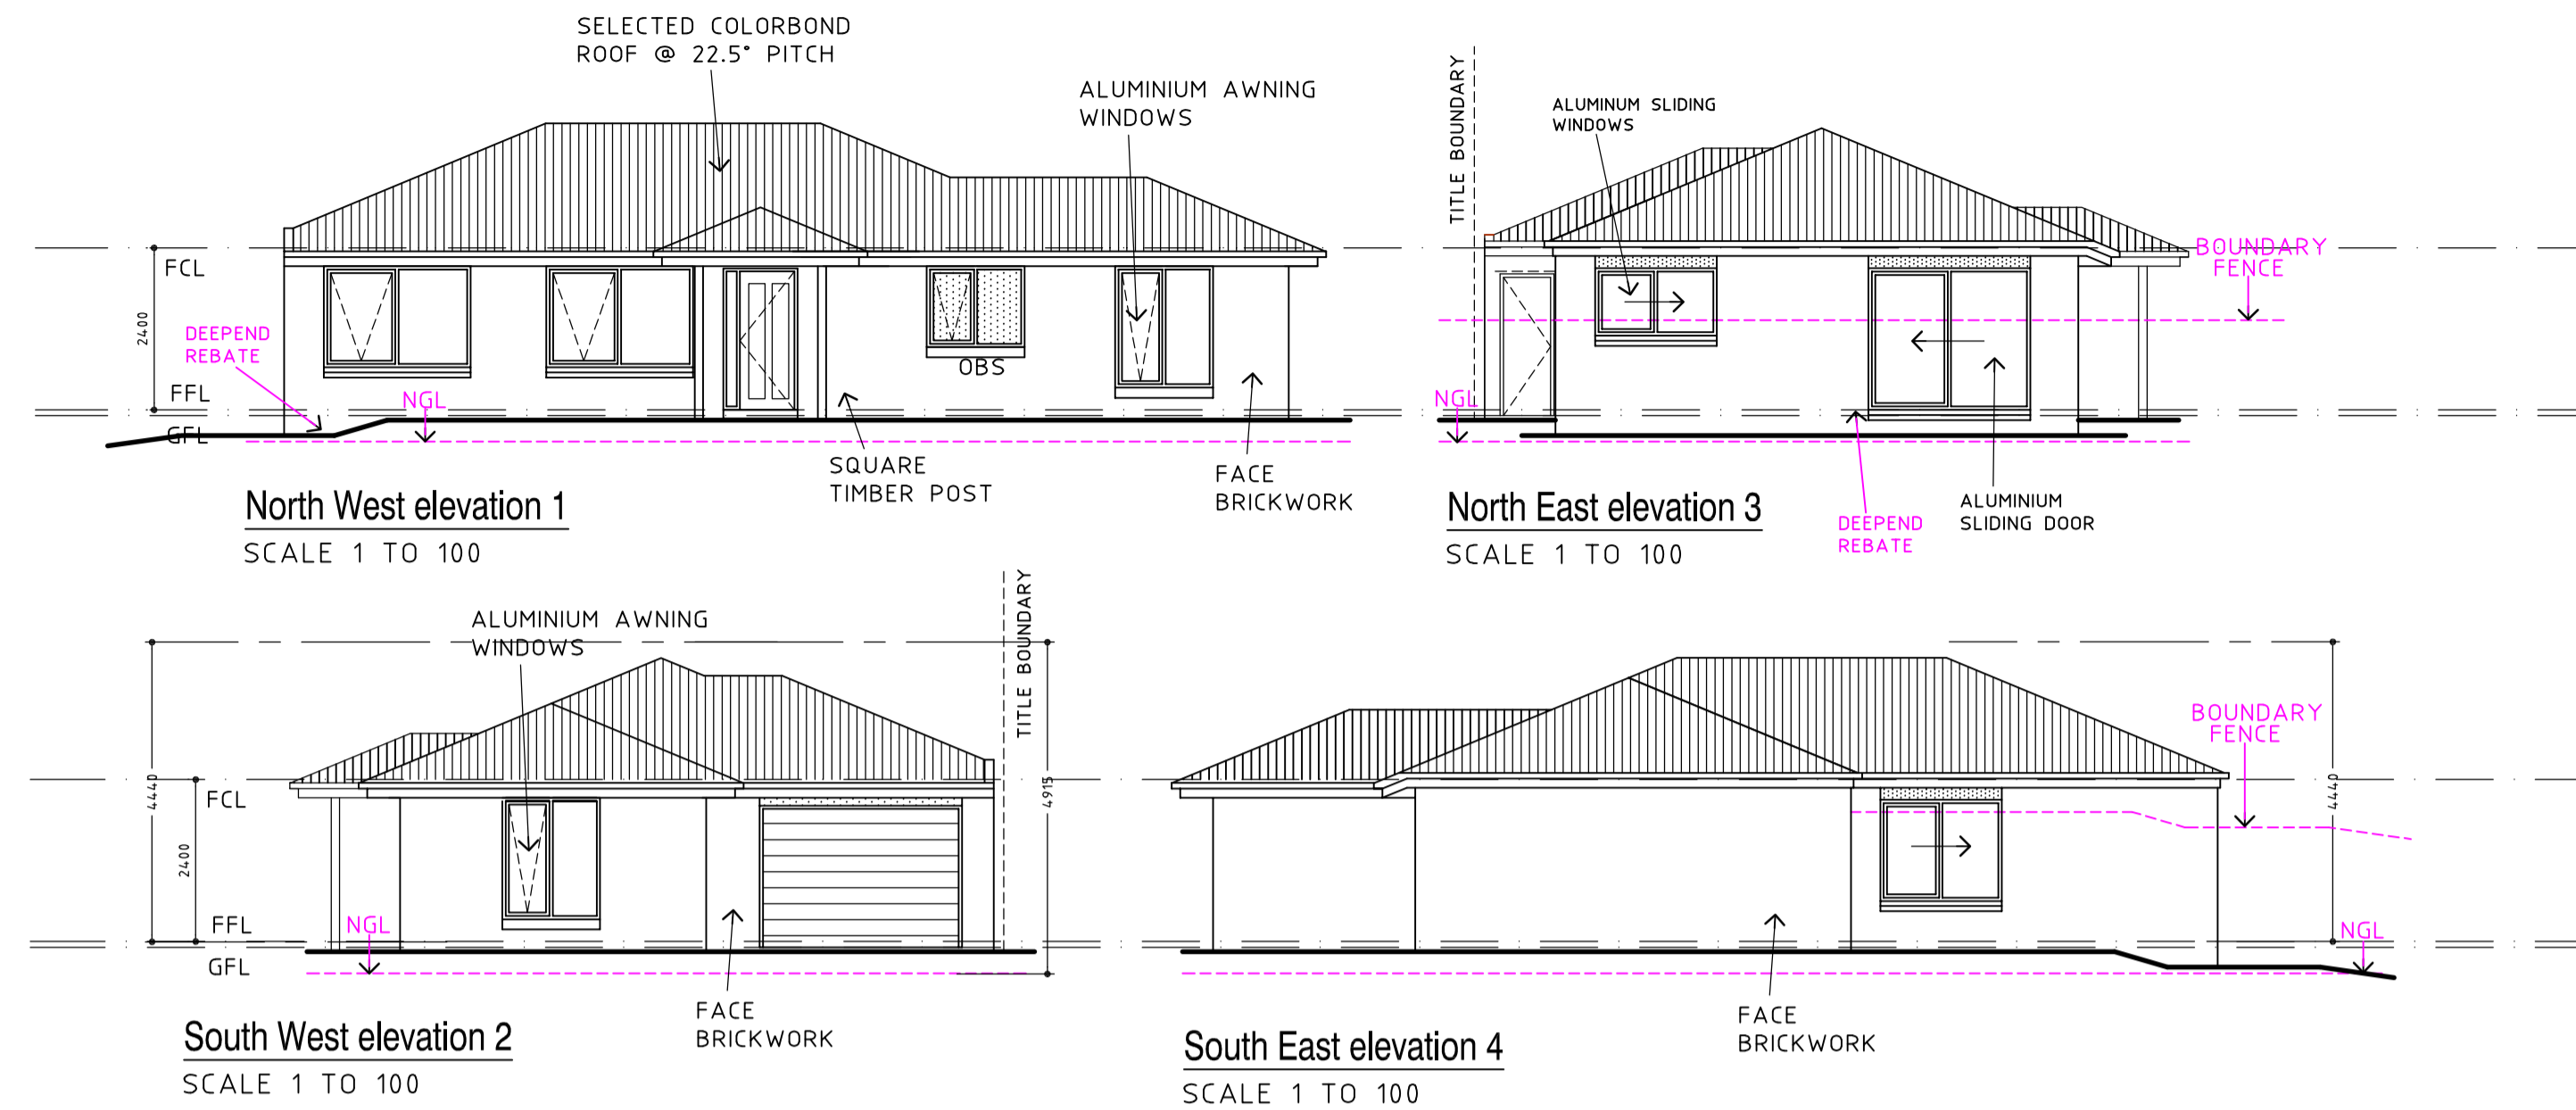 SELECTED COLORBOND
ROOF @ 22.5° PITCH
ALUMINIUM AWNING
WINDOWS
FCL
2400
DEEPEND
REBATE
FFL
NGL
GFL
OBS
SQUARE
TIMBER POST
FACE
BRICKWORK
North West elevation 1
SCALE 1 TO 100
TITLE BOUNDARY
ALUMINUM SLIDING
WINDOWS
BOUNDARY
FENCE
NGL
DEEPEND
REBATE
ALUMINIUM
SLIDING DOOR
North East elevation 3
SCALE 1 TO 100
ALUMINIUM AWNING
WINDOWS
TITLE BOUNDARY
4440
FCL
2400
4915
FFL
NGL
GFL
FACE
BRICKWORK
South West elevation 2
SCALE 1 TO 100
BOUNDARY
FENCE
4440
NGL
FACE
BRICKWORK
South East elevation 4
SCALE 1 TO 100